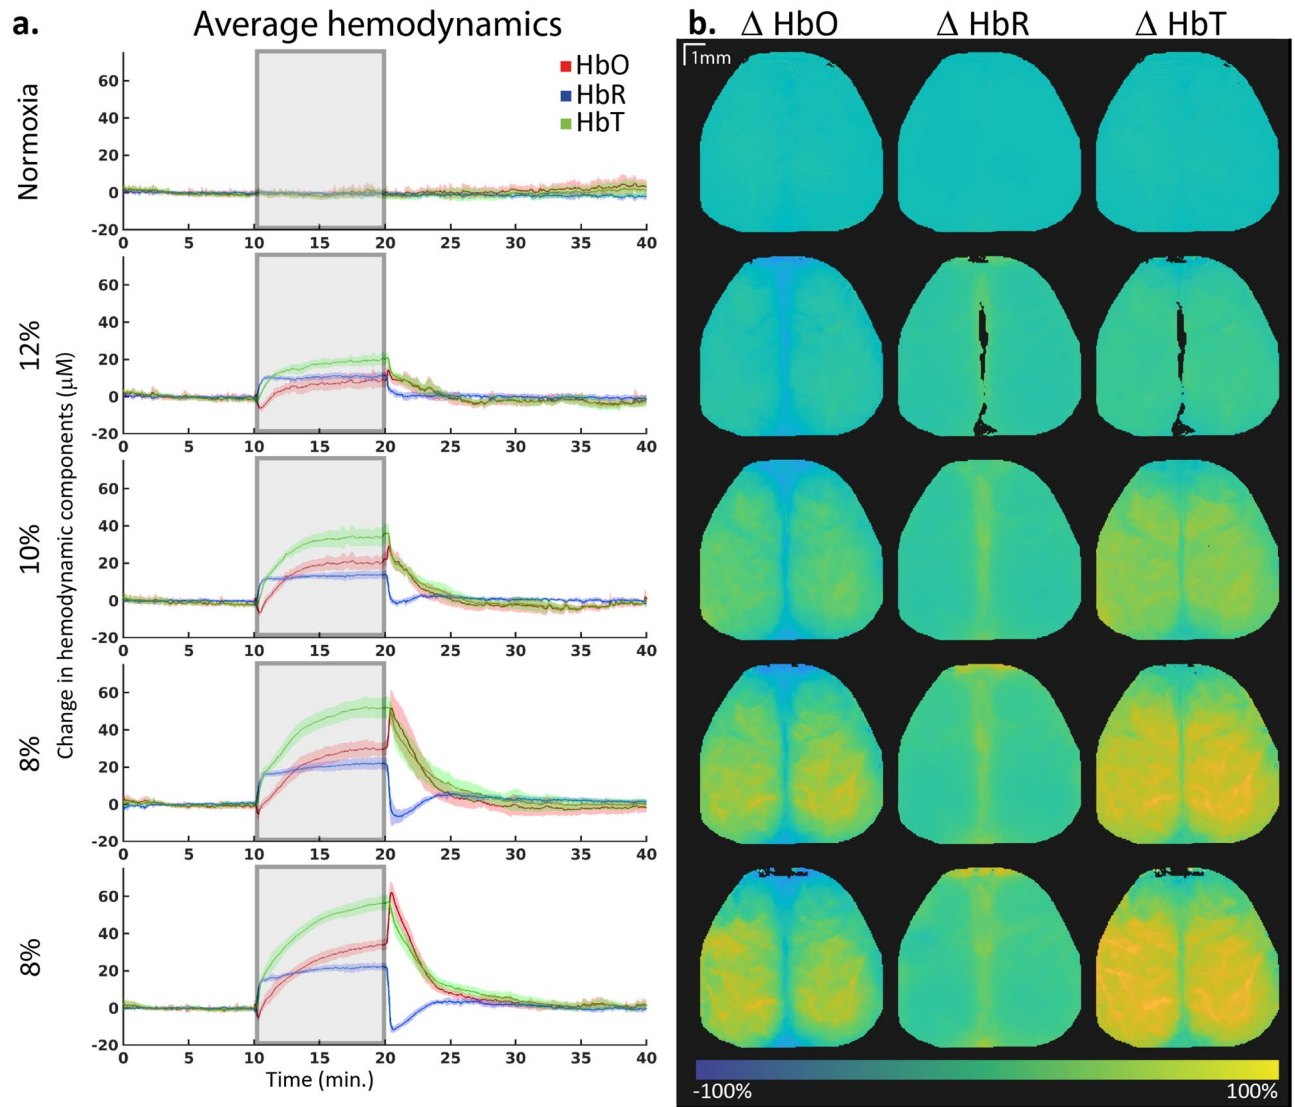 a.
Average hemodynamics
HbO
HbR
HbT
Change in hemodynamic components (µM)
Normoxia
60
40
20
0
-20
0 5 10 15 20 25 30 35 40
12%
60
40
20
0
-20
0 5 10 15 20 25 30 35 40
10%
60
40
20
0
-20
0 5 10 15 20 25 30 35 40
8%
60
40
20
0
-20
0 5 10 15 20 25 30 35 40
8%
60
40
20
0
-20
0 5 10 15 20 25 30 35 40
Time (min.)
b.
Δ HbO Δ HbR Δ HbT
1mm
-100% 100%